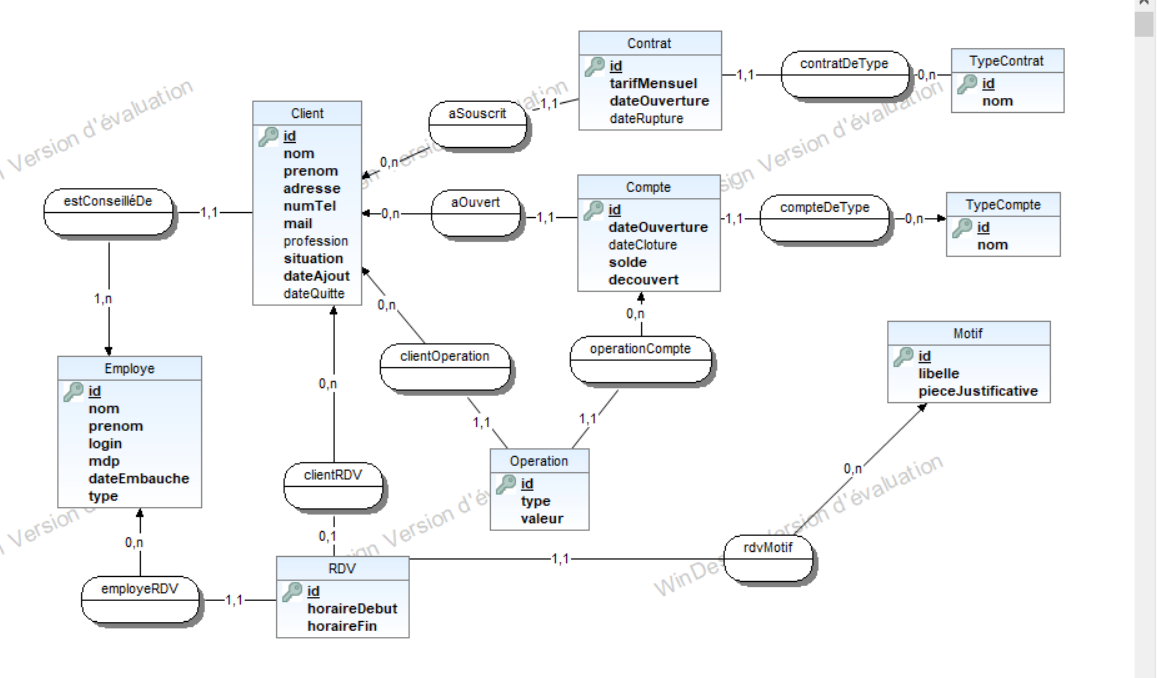 Contrat
id
tarifMensuel
dateOuverture
dateRupture
1,1
contratDeType
0,n
TypeContrat
id
nom
Client
id
nom
prenom
adresse
numTel
mail
profession
situation
dateAjout
dateQuitte
aSouscrit
1,1
0,n
estConseilléDe
1,1
1,n
aOuvert
0,n
1,1
Compte
id
dateOuverture
dateCloture
solde
decouvert
1,1
compteDeType
0,n
TypeCompte
id
nom
0,n
clientOperation
1,1
0,n
operationCompte
1,1
Motif
id
libelle
pieceJustificative
Employe
id
nom
prenom
login
mdp
dateEmbauche
type
0,n
clientRDV
0,1
Operation
id
type
valeur
0,n
rdvMotif
1,1
0,n
employeRDV
1,1
RDV
id
horaireDebut
horaireFin
Version d'évaluation
Version d'évaluation
Version d'évaluation
WinDes